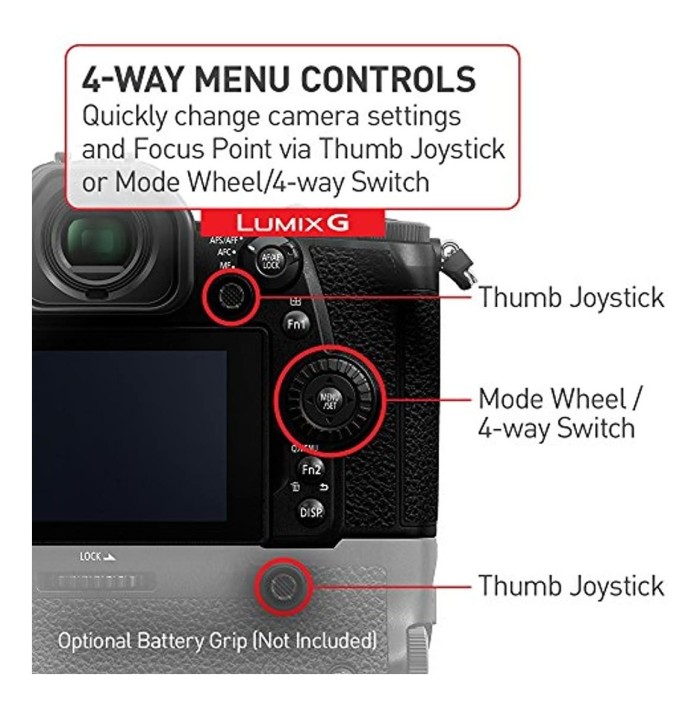 4-WAY MENU CONTROLS
Quickly change camera settings
and Focus Point via Thumb Joystick
or Mode Wheel/4-way Switch
LUMIX G
AFS/AFF
AFC
MF
AF/AE
LOCK
Thumb Joystick
Fn1
MENU
/SET
Mode Wheel /
4-way Switch
Q.MENU
Fn2
DISP.
LOCK
Thumb Joystick
Optional Battery Grip (Not Included)